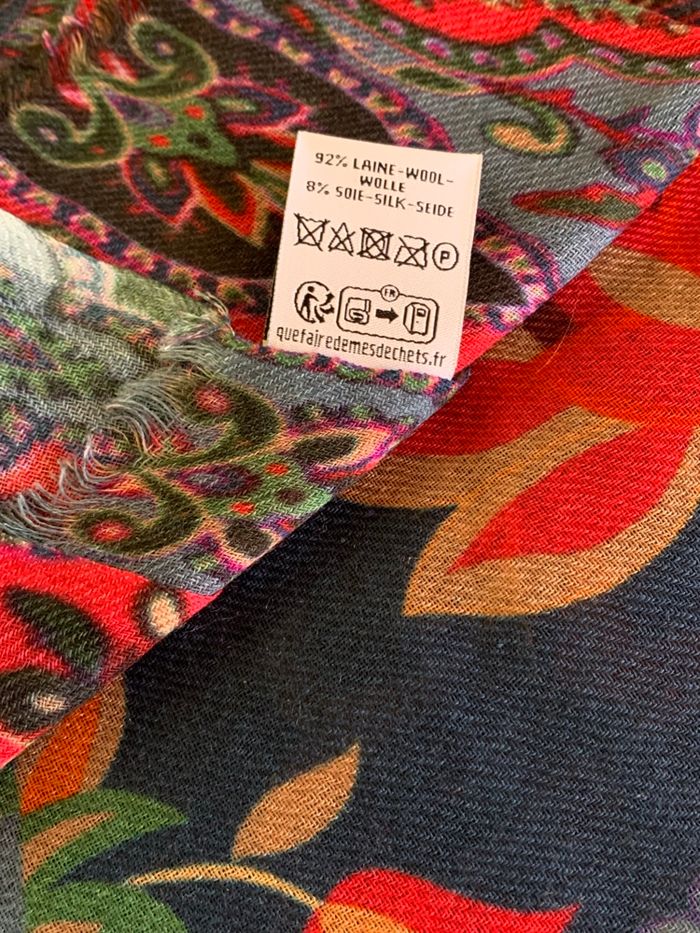 92% LAINE-WOOL-
WOLLE
8% SOIE-SILK-SEIDE
P
FR
quefairedemesdechets.fr